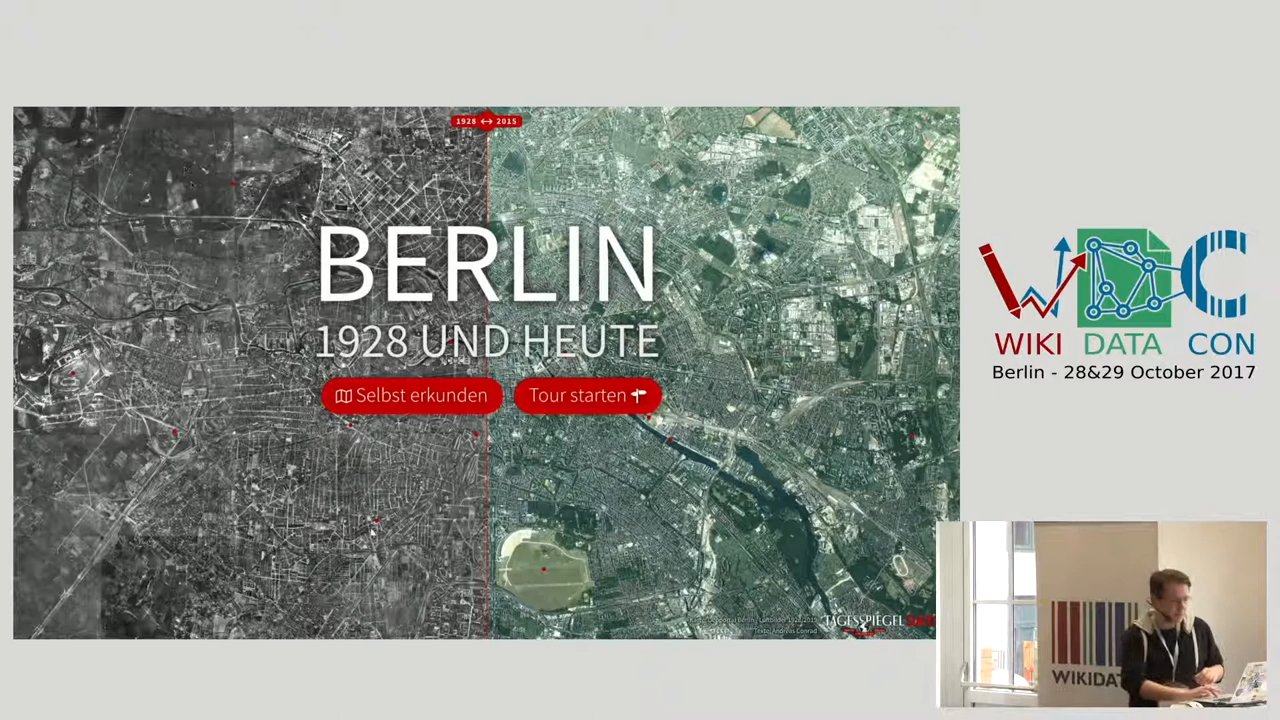 1928 ↔ 2015
BERLIN
1928 UND HEUTE
Selbst erkunden
Tour starten
TAGESSPIEGEL
WIKI DATA CON
Berlin - 28&29 October 2017
WIKIDA